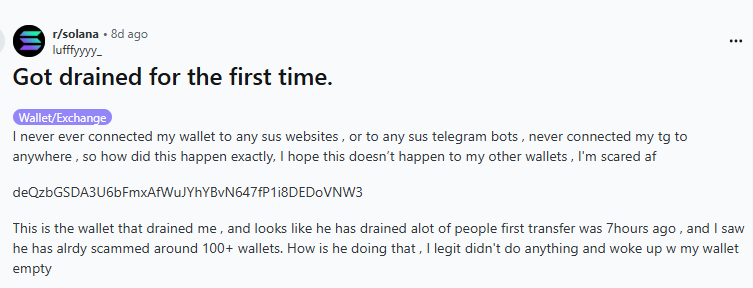 r/solana • 8d ago
lufffyyyy_
Got drained for the first time.
Wallet/Exchange
I never ever connected my wallet to any sus websites , or to any sus telegram bots , never connected my tg to
anywhere , so how did this happen exactly, I hope this doesn't happen to my other wallets , I'm scared af
deQzbGSDA3U6bFmxAfWuJYhYBvN647fP1i8DEDoVNW3
This is the wallet that drained me , and looks like he has drained alot of people first transfer was 7hours ago , and I saw
he has alrdy scammed around 100+ wallets. How is he doing that , I legit didn't do anything and woke up w my wallet
empty